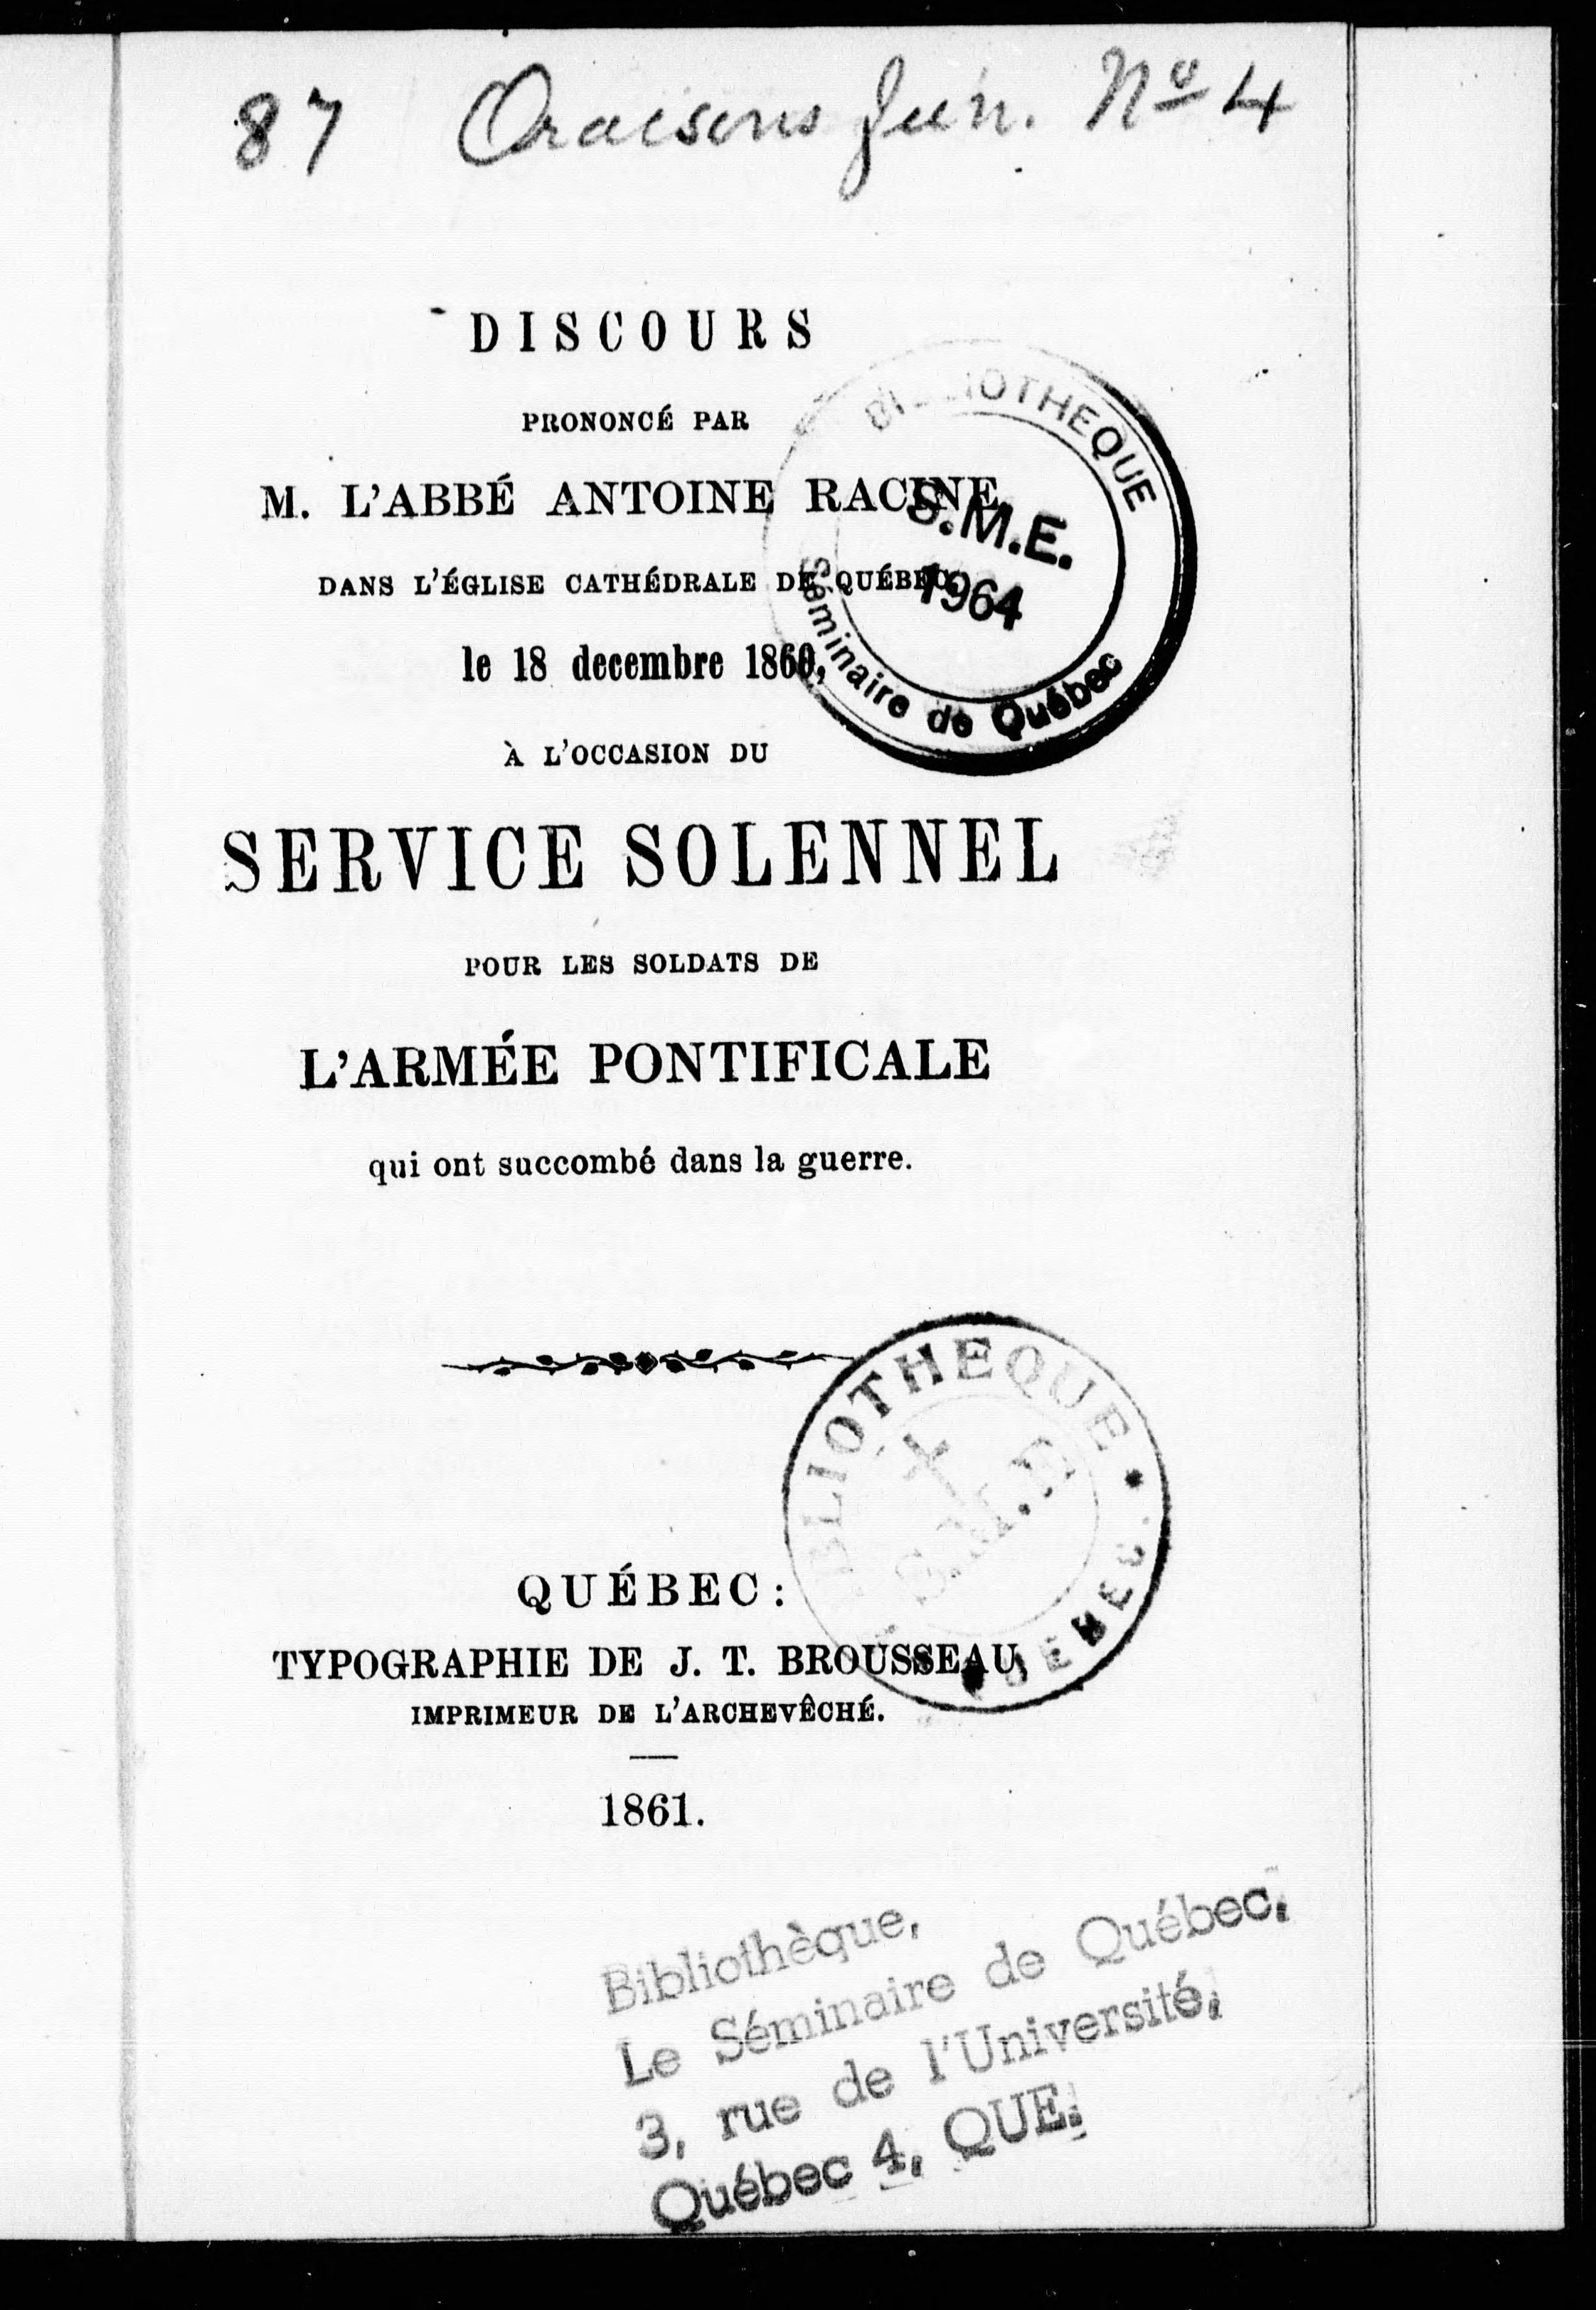 87 Oraisons fun. No 4
DISCOURS
PRONONCÉ PAR
M. L'ABBÉ ANTOINE RACINE,
DANS L'ÉGLISE CATHÉDRALE DE QUÉBEC,
le 18 decembre 1860,
À L'OCCASION DU
SERVICE SOLENNEL
POUR LES SOLDATS DE
L'ARMÉE PONTIFICALE
qui ont succombé dans la guerre.
BIBLIOTHEQUE
S.M.E.
1964
Séminaire de Québec
BIBLIOTHEQUE
S.M.E
QUEBEC.
QUÉBEC:
TYPOGRAPHIE DE J. T. BROUSSEAU,
IMPRIMEUR DE L'ARCHEVÊCHÉ.
1861.
Bibliothèque,
Le Séminaire de Québec,
3, rue de l'Université,
Québec 4, QUE.